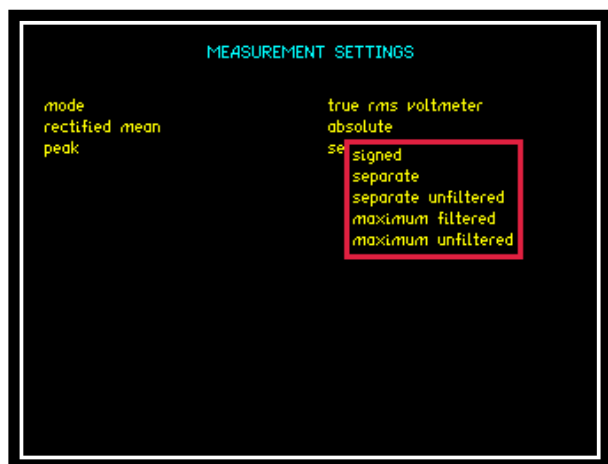 MEASUREMENT SETTINGS
mode true rms voltmeter
rectified mean absolute
peak se
signed
separate
separate unfiltered
maximum filtered
maximum unfiltered